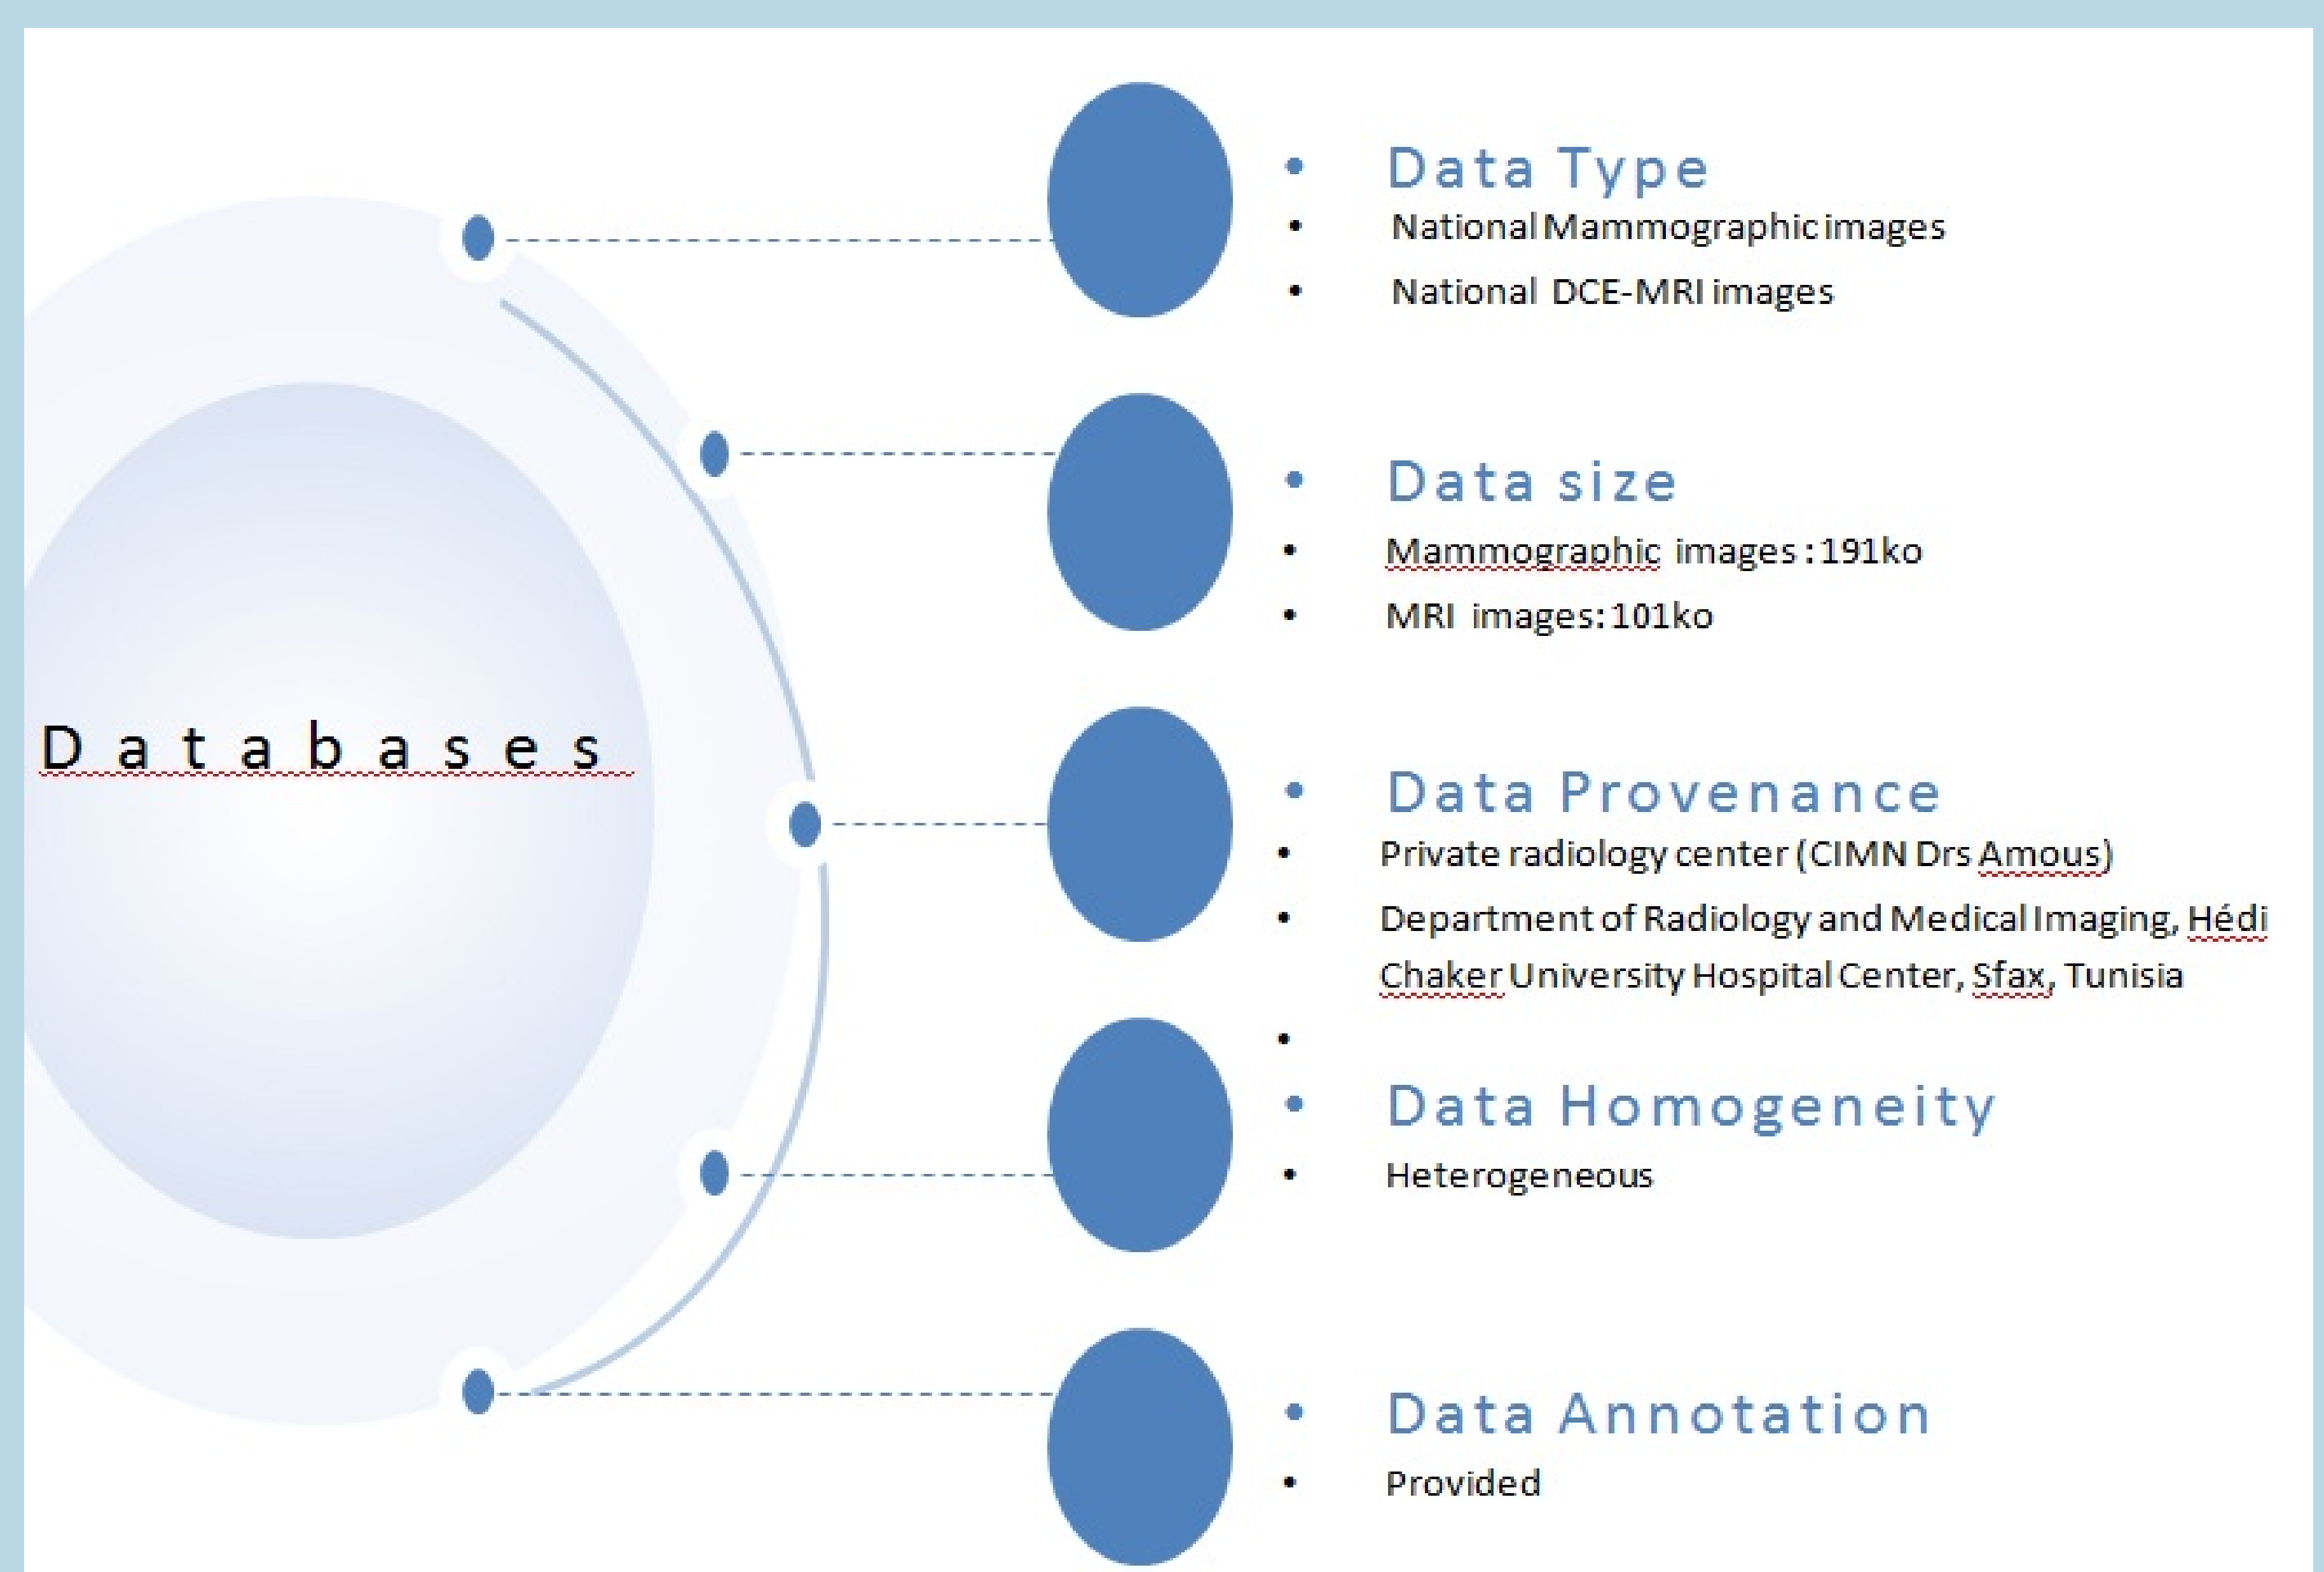 Databases
• Data Type
• National Mammographic images
• National DCE-MRI images
• Data size
• Mammographic images :191ko
• MRI images:101ko
• Data Provenance
• Private radiology center (CIMN Drs Amous)
• Department of Radiology and Medical Imaging, Hédi
Chaker University Hospital Center, Sfax, Tunisia
•
• Data Homogeneity
• Heterogeneous
• Data Annotation
• Provided